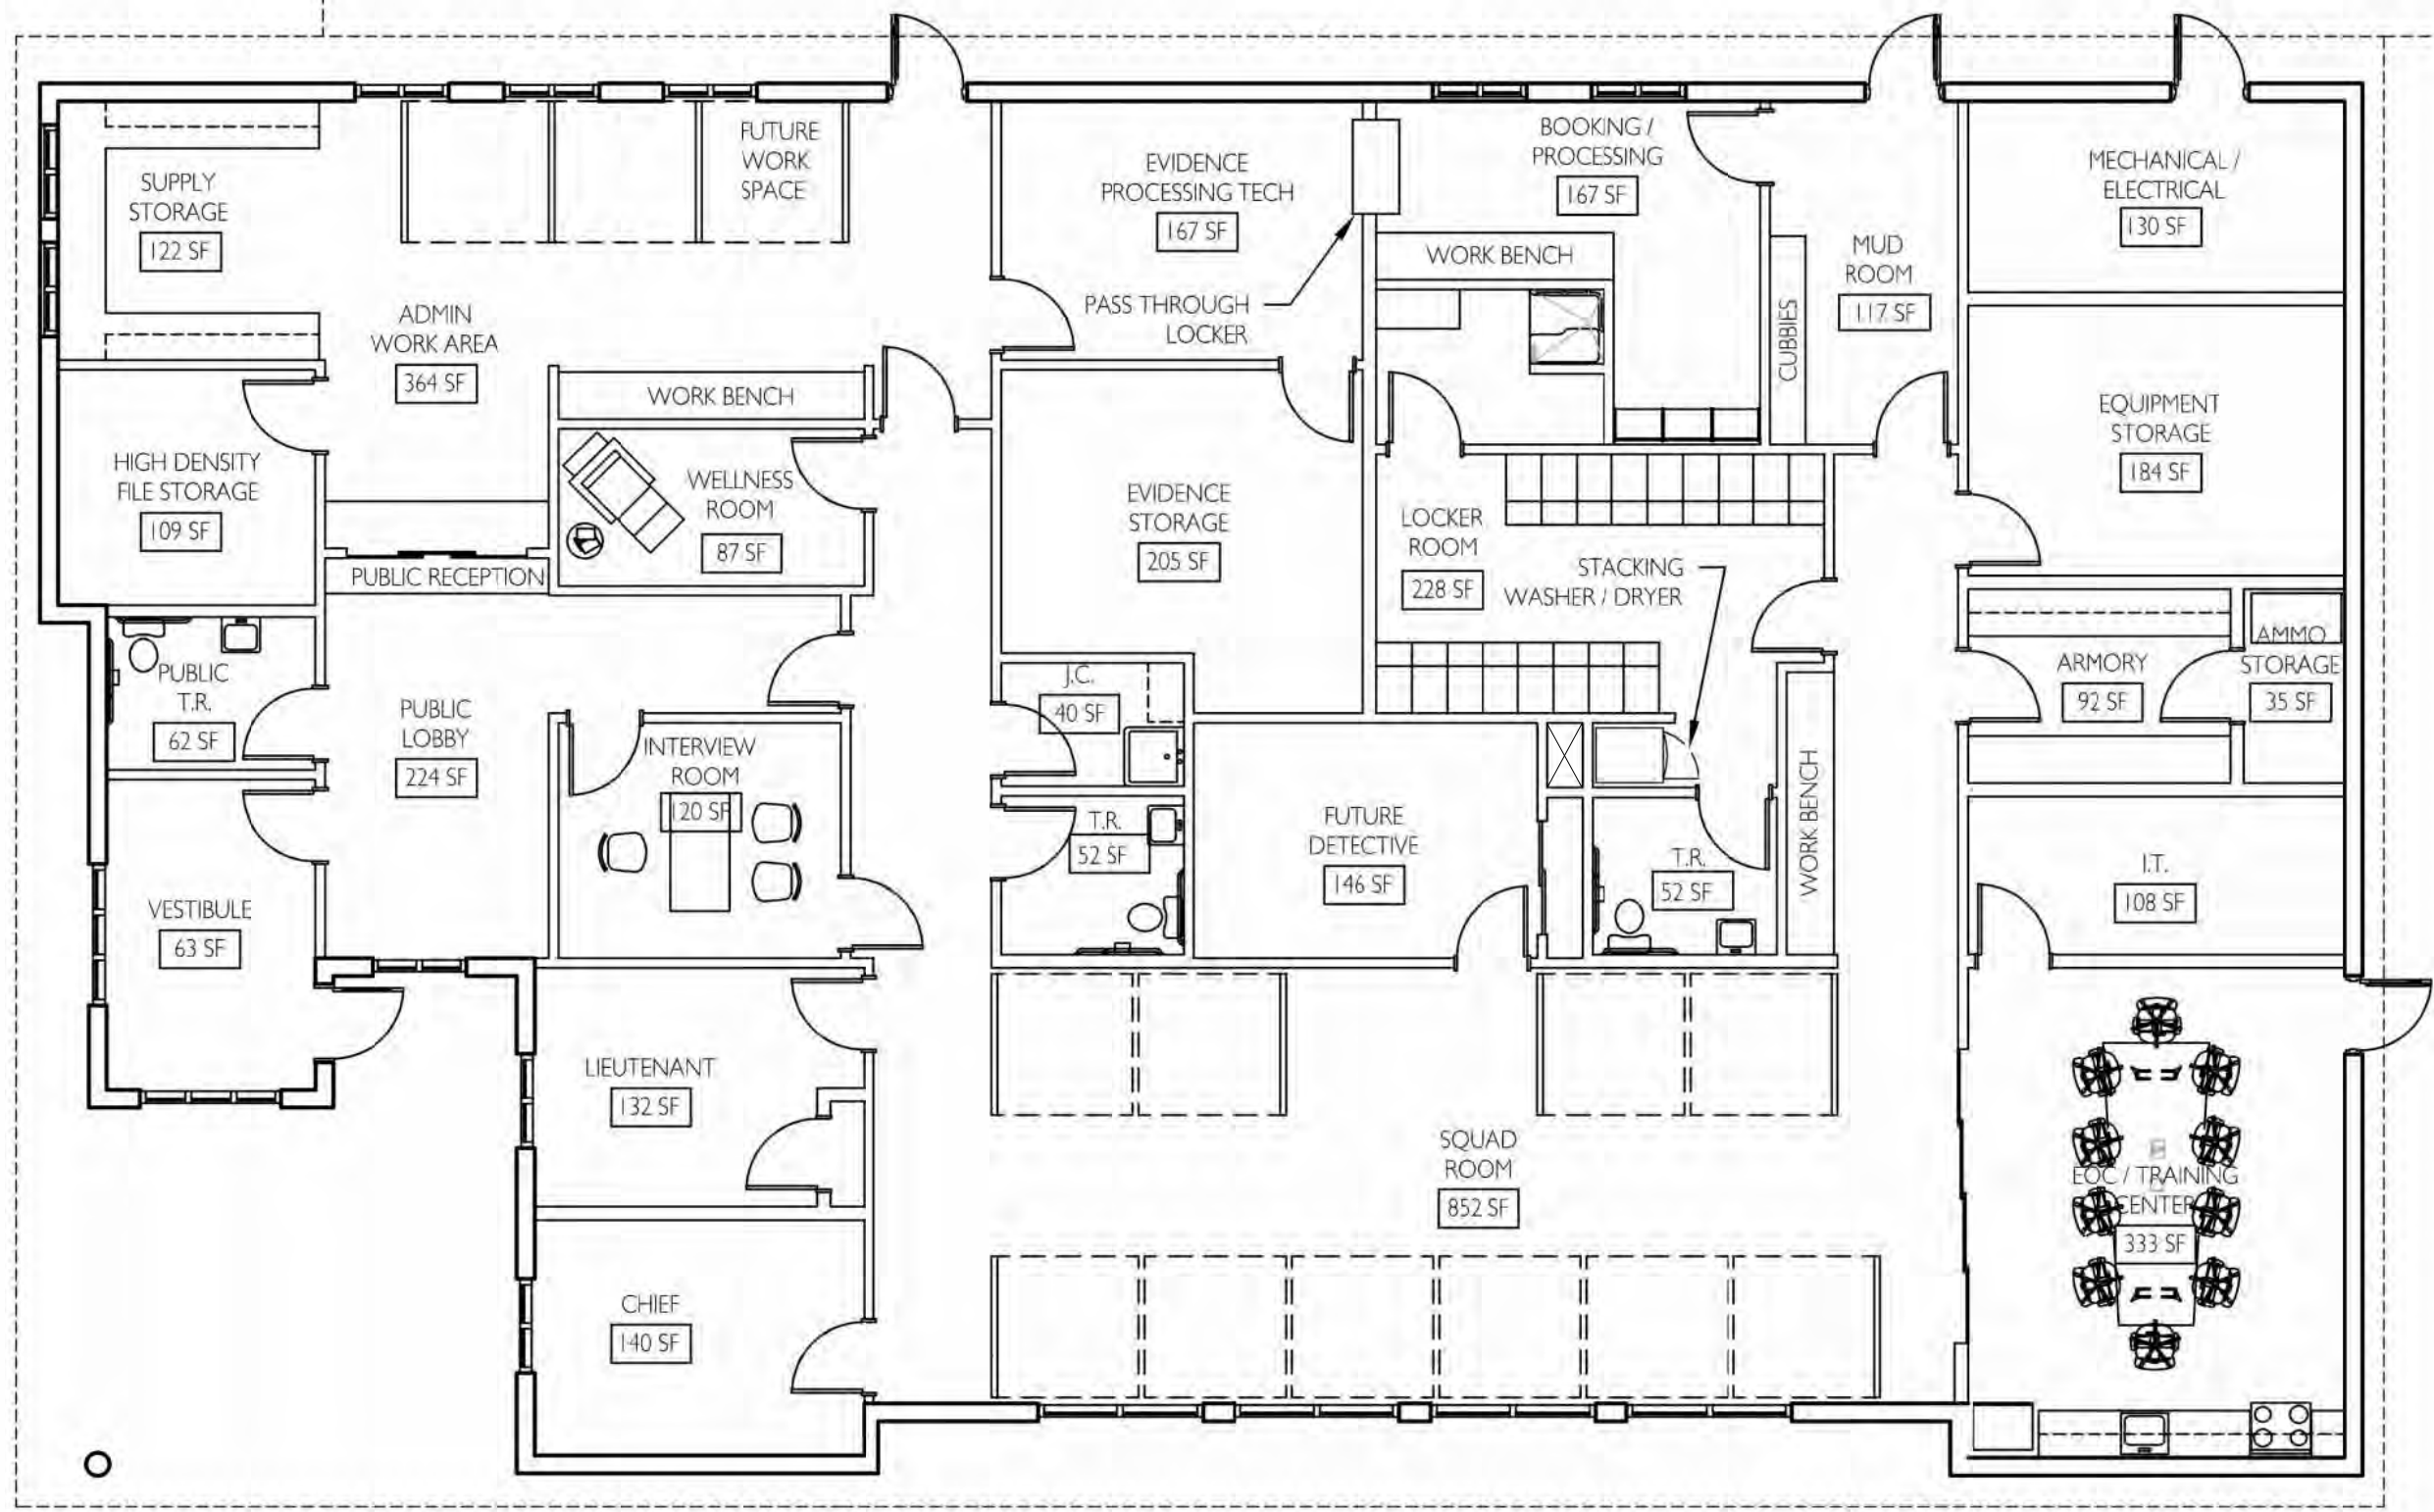 SUPPLY
STORAGE
122 SF
FUTURE
WORK
SPACE
ADMIN
WORK AREA
364 SF
WORK BENCH
HIGH DENSITY
FILE STORAGE
109 SF
WELLNESS
ROOM
87 SF
PUBLIC RECEPTION
PUBLIC
T.R.
62 SF
PUBLIC
LOBBY
224 SF
INTERVIEW
ROOM
120 SF
VESTIBULE
63 SF
LIEUTENANT
132 SF
CHIEF
140 SF
EVIDENCE
PROCESSING TECH
167 SF
PASS THROUGH
LOCKER
EVIDENCE
STORAGE
205 SF
J.C.
40 SF
T.R.
52 SF
BOOKING /
PROCESSING
167 SF
WORK BENCH
CUBBIES
MUD
ROOM
117 SF
LOCKER
ROOM
228 SF
STACKING
WASHER / DRYER
FUTURE
DETECTIVE
146 SF
T.R.
52 SF
WORK BENCH
SQUAD
ROOM
852 SF
MECHANICAL /
ELECTRICAL
130 SF
EQUIPMENT
STORAGE
184 SF
ARMORY
92 SF
AMMO
STORAGE
35 SF
I.T.
108 SF
EOC / TRAINING
CENTER
333 SF